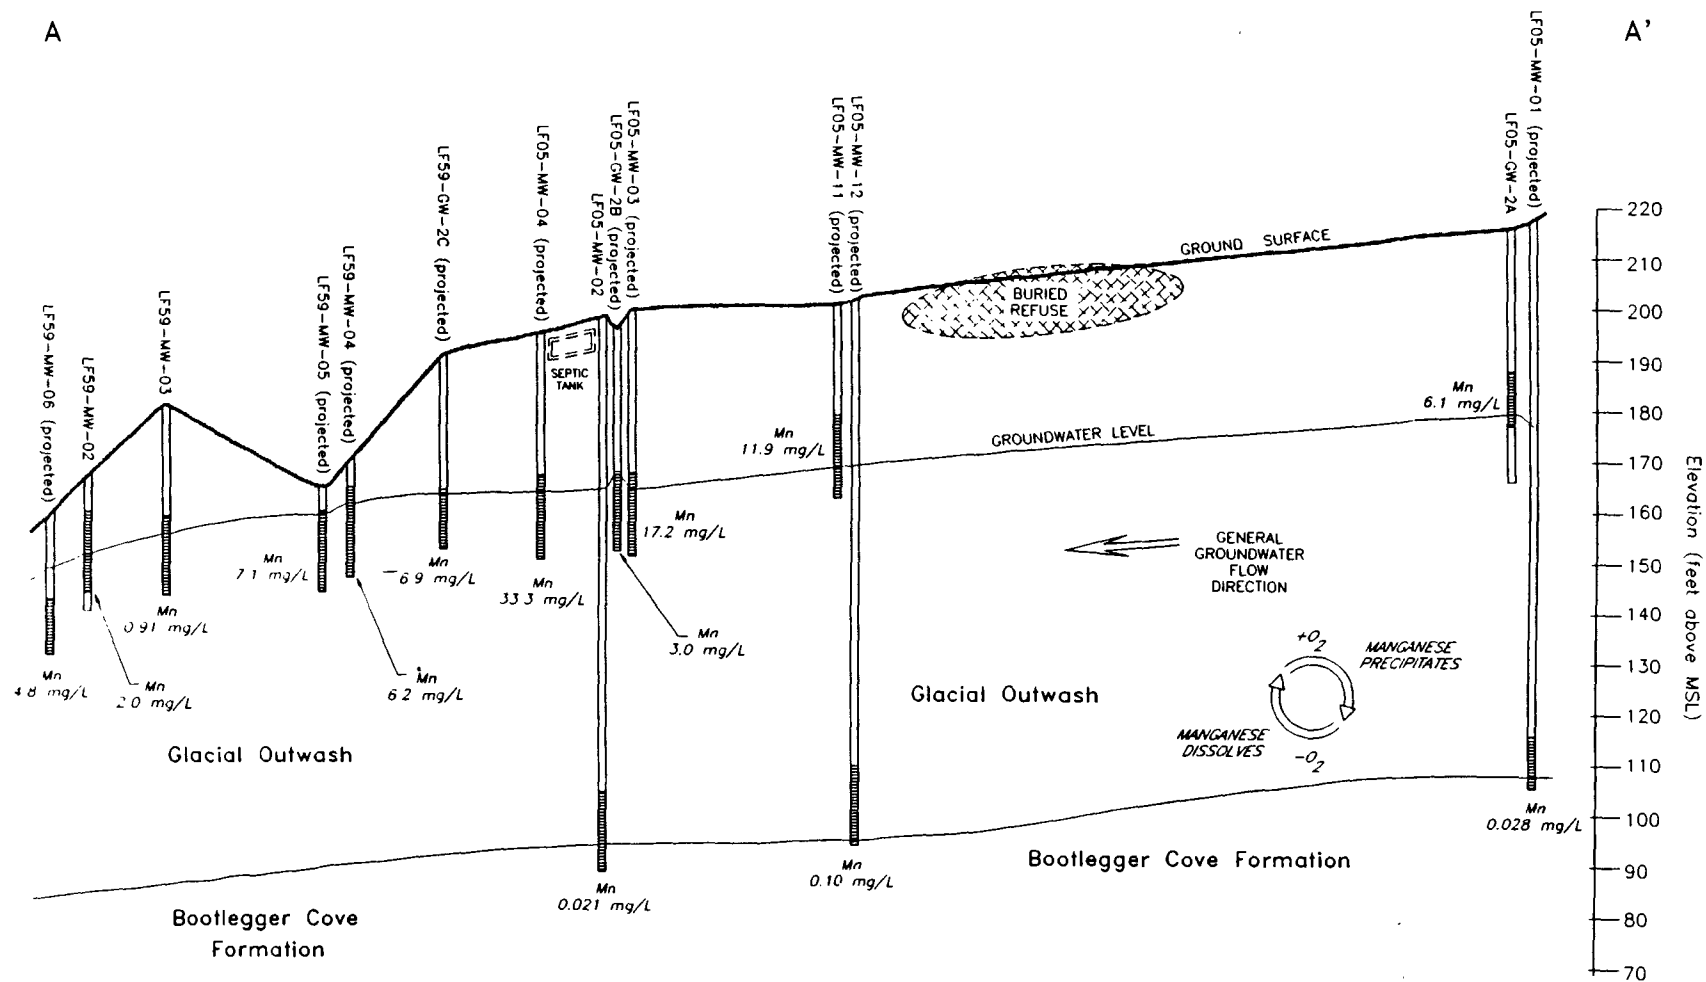 A
A'
LF59-MW-06 (projected)
LF59-MW-02
LF59-MW-03
LF59-MW-05 (projected)
LF59-MW-04 (projected)
LF59-GW-2C (projected)
LF05-MW-04 (projected)
LF05-MW-02
LF05-GW-2B (projected)
LF05-MW-03 (projected)
LF05-MW-11 (projected)
LF05-MW-12 (projected)
LF05-GW-2A
LF05-MW-01 (projected)
GROUND SURFACE
BURIED
REFUSE
SEPTIC
TANK
GROUNDWATER LEVEL
Mn
6.1 mg/L
Mn
11.9 mg/L
Mn
17.2 mg/L
Mn
7.1 mg/L
Mn
6.9 mg/L
Mn
33.3 mg/L
Mn
0.91 mg/L
Mn
3.0 mg/L
Mn
4.8 mg/L
Mn
2.0 mg/L
Mn
6.2 mg/L
GENERAL
GROUNDWATER
FLOW
DIRECTION
+O2
MANGANESE
PRECIPITATES
MANGANESE
DISSOLVES
-O2
Glacial Outwash
Glacial Outwash
Mn
0.028 mg/L
Mn
0.10 mg/L
Mn
0.021 mg/L
Bootlegger Cove Formation
Bootlegger Cove
Formation
220
210
200
190
180
170
160
150
140
130
120
110
100
90
80
70
Elevation (feet above MSL)